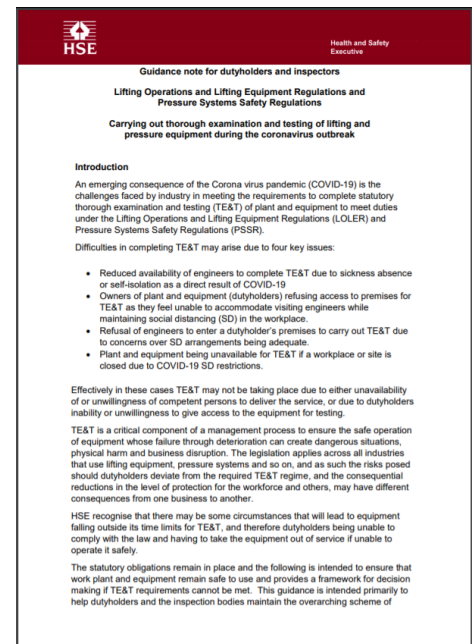 HSE
Health and Safety
Executive
Guidance note for dutyholders and inspectors
Lifting Operations and Lifting Equipment Regulations and
Pressure Systems Safety Regulations
Carrying out thorough examination and testing of lifting and
pressure equipment during the coronavirus outbreak
Introduction
An emerging consequence of the Corona virus pandemic (COVID-19) is the
challenges faced by industry in meeting the requirements to complete statutory
thorough examination and testing (TE&T) of plant and equipment to meet duties
under the Lifting Operations and Lifting Equipment Regulations (LOLER) and
Pressure Systems Safety Regulations (PSSR).
Difficulties in completing TE&T may arise due to four key issues:
• Reduced availability of engineers to complete TE&T due to sickness absence
or self-isolation as a direct result of COVID-19
• Owners of plant and equipment (dutyholders) refusing access to premises for
TE&T as they feel unable to accommodate visiting engineers while
maintaining social distancing (SD) in the workplace.
• Refusal of engineers to enter a dutyholder's premises to carry out TE&T due
to concerns over SD arrangements being adequate.
• Plant and equipment being unavailable for TE&T if a workplace or site is
closed due to COVID-19 SD restrictions.
Effectively in these cases TE&T may not be taking place due to either unavailability
of or unwillingness of competent persons to deliver the service, or due to dutyholders
inability or unwillingness to give access to the equipment for testing.
TE&T is a critical component of a management process to ensure the safe operation
of equipment whose failure through deterioration can create dangerous situations,
physical harm and business disruption. The legislation applies across all industries
that use lifting equipment, pressure systems and so on, and as such the risks posed
should dutyholders deviate from the required TE&T regime, and the consequential
reductions in the level of protection for the workforce and others, may have different
consequences from one business to another.
HSE recognise that there may be some circumstances that will lead to equipment
falling outside its time limits for TE&T, and therefore dutyholders being unable to
comply with the law and having to take the equipment out of service if unable to
operate it safely.
The statutory obligations remain in place and the following is intended to ensure that
work plant and equipment remain safe to use and provides a framework for decision
making if TE&T requirements cannot be met. This guidance is intended primarily to
help dutyholders and the inspection bodies maintain the overarching scheme of